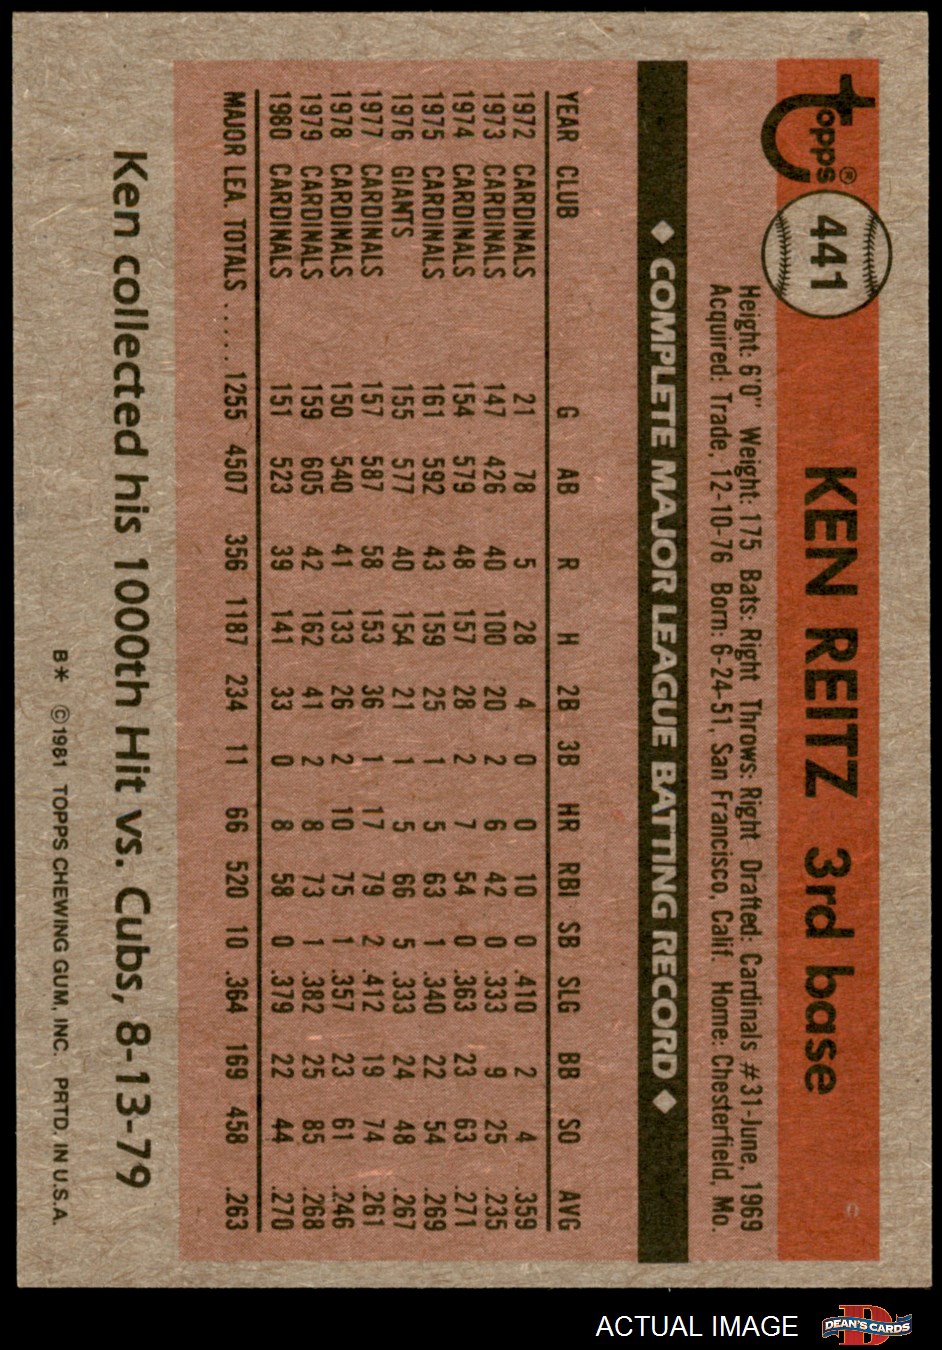 Topps®
441
KEN REITZ 3rd base
Height: 6'0" Weight: 175 Bats: Right Throws: Right Drafted: Cardinals #31-June, 1969
Acquired: Trade, 12-10-76 Born: 6-24-51, San Francisco, Calif. Home: Chesterfield, Mo.
◆ COMPLETE MAJOR LEAGUE BATTING RECORD ◆
YEAR CLUB G AB R H 2B 3B HR RBI SB SLG BB SO AVG
1972 CARDINALS 21 78 5 28 4 0 0 10 0 .410 2 4 .359
1973 CARDINALS 147 426 40 100 20 2 6 42 0 .333 9 25 .235
1974 CARDINALS 154 579 48 157 28 2 7 54 0 .363 23 63 .271
1975 CARDINALS 161 592 43 159 25 1 5 63 1 .340 22 54 .269
1976 GIANTS 155 577 40 154 21 1 5 66 5 .333 24 48 .267
1977 CARDINALS 157 587 58 153 36 1 17 79 2 .412 19 74 .261
1978 CARDINALS 150 540 41 133 26 2 10 75 1 .357 23 61 .246
1979 CARDINALS 159 605 42 162 41 2 8 73 1 .382 25 85 .268
1980 CARDINALS 151 523 39 141 33 0 8 58 0 .379 22 44 .270
MAJOR LEA. TOTALS ...... 1255 4507 356 1187 234 11 66 520 10 .364 169 458 .263
Ken collected his 1000th Hit vs. Cubs, 8-13-79
B* ©1981 TOPPS CHEWING GUM, INC. PRTD. IN U.S.A.
ACTUAL IMAGE
DEAN'S CARDS